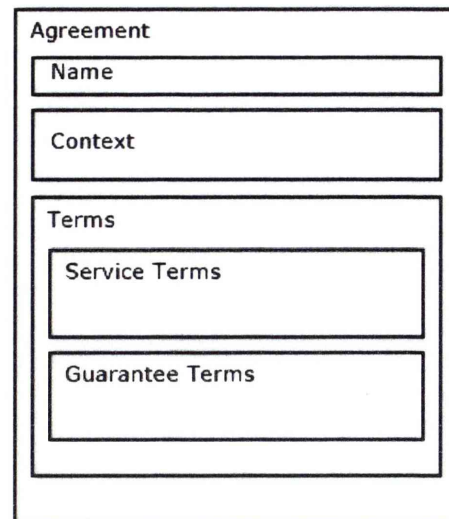 Agreement
Name
Context
Terms
Service Terms
Guarantee Terms